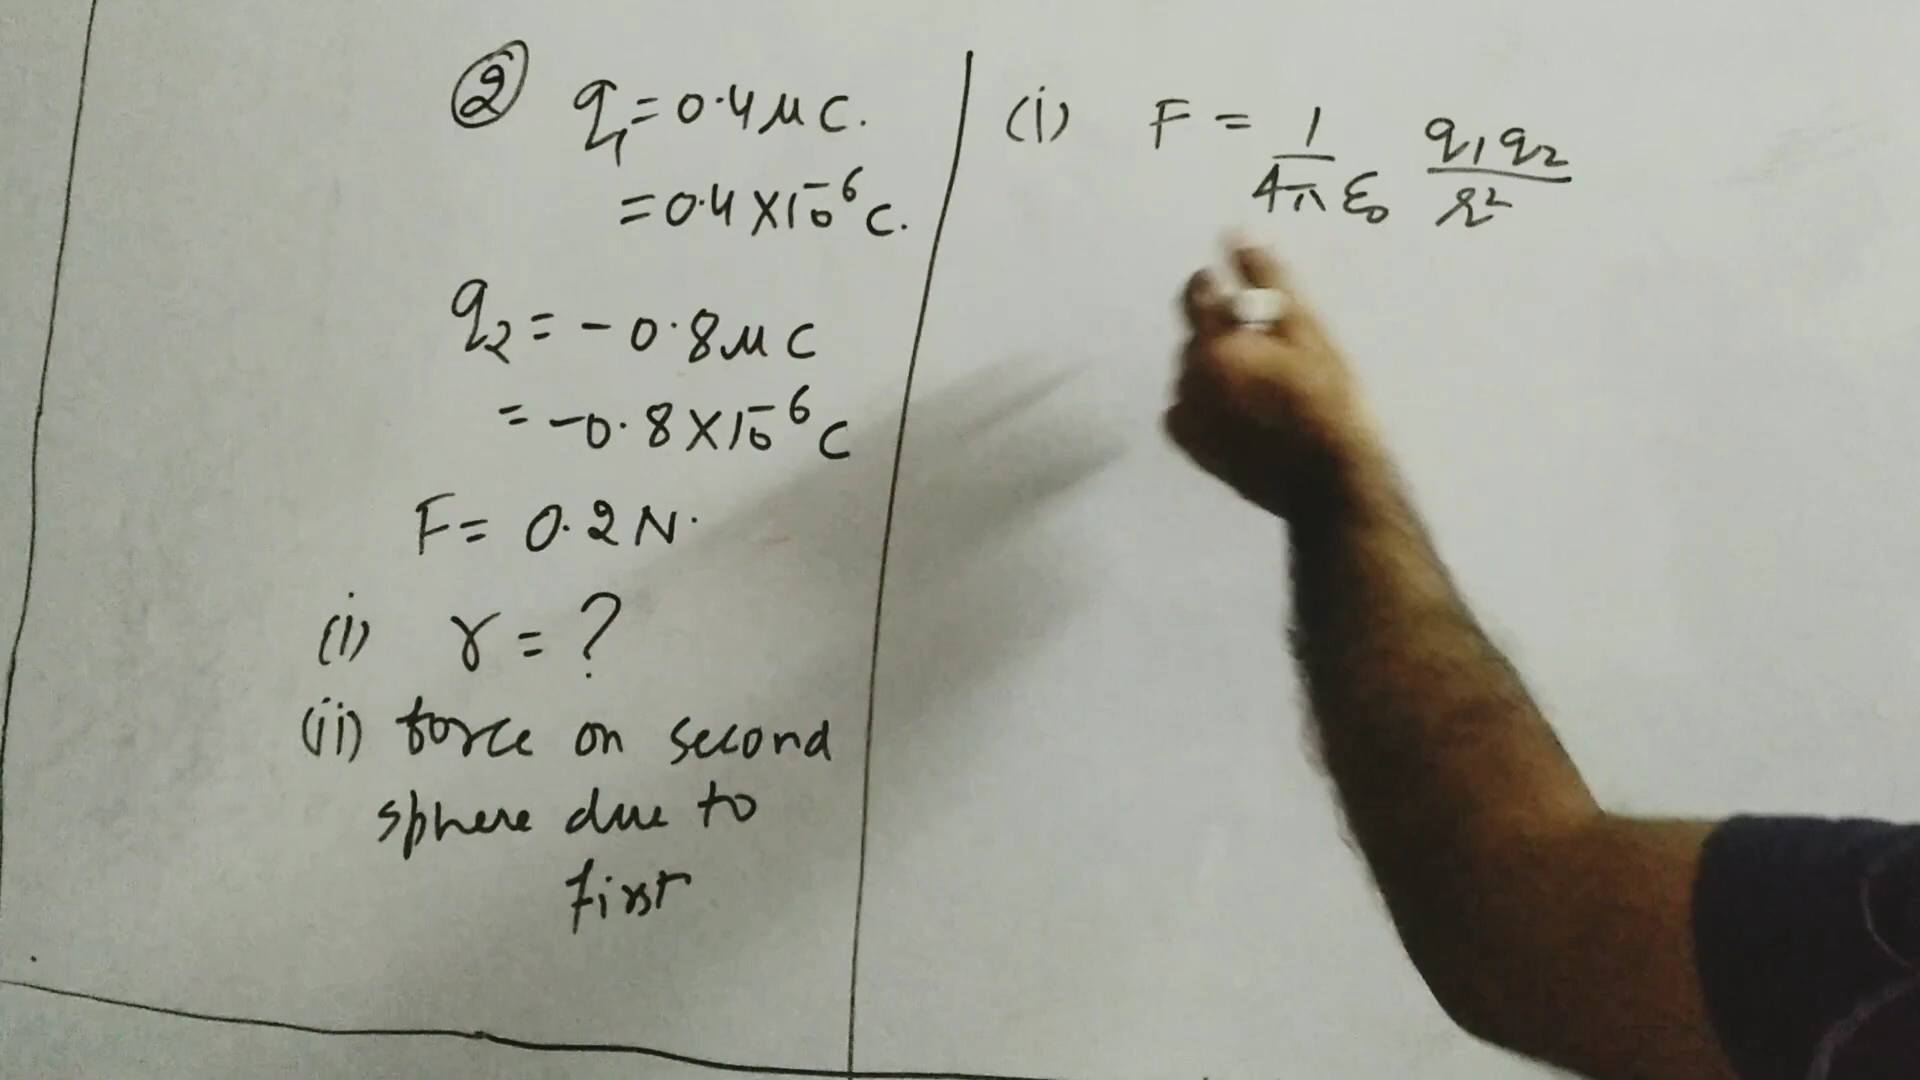 ② q₁ = 0.4 μC.
= 0.4 × 10⁻⁶ C.
q₂ = -0.8 μC
= -0.8 × 10⁻⁶ C
F = 0.2 N.
(i) r = ?
(ii) force on second
sphere due to
first
(i) F = 1/4πε₀ q₁q₂/r²